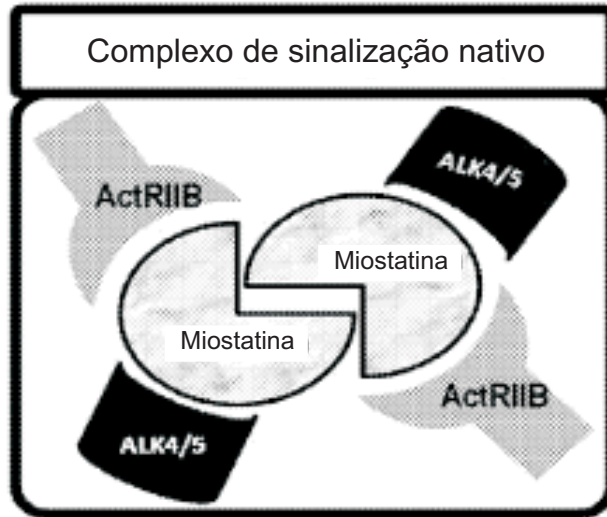 Complexo de sinalização nativo
ALK4/5
ActRIIB
Miostatina
Miostatina
ActRIIB
ALK4/5